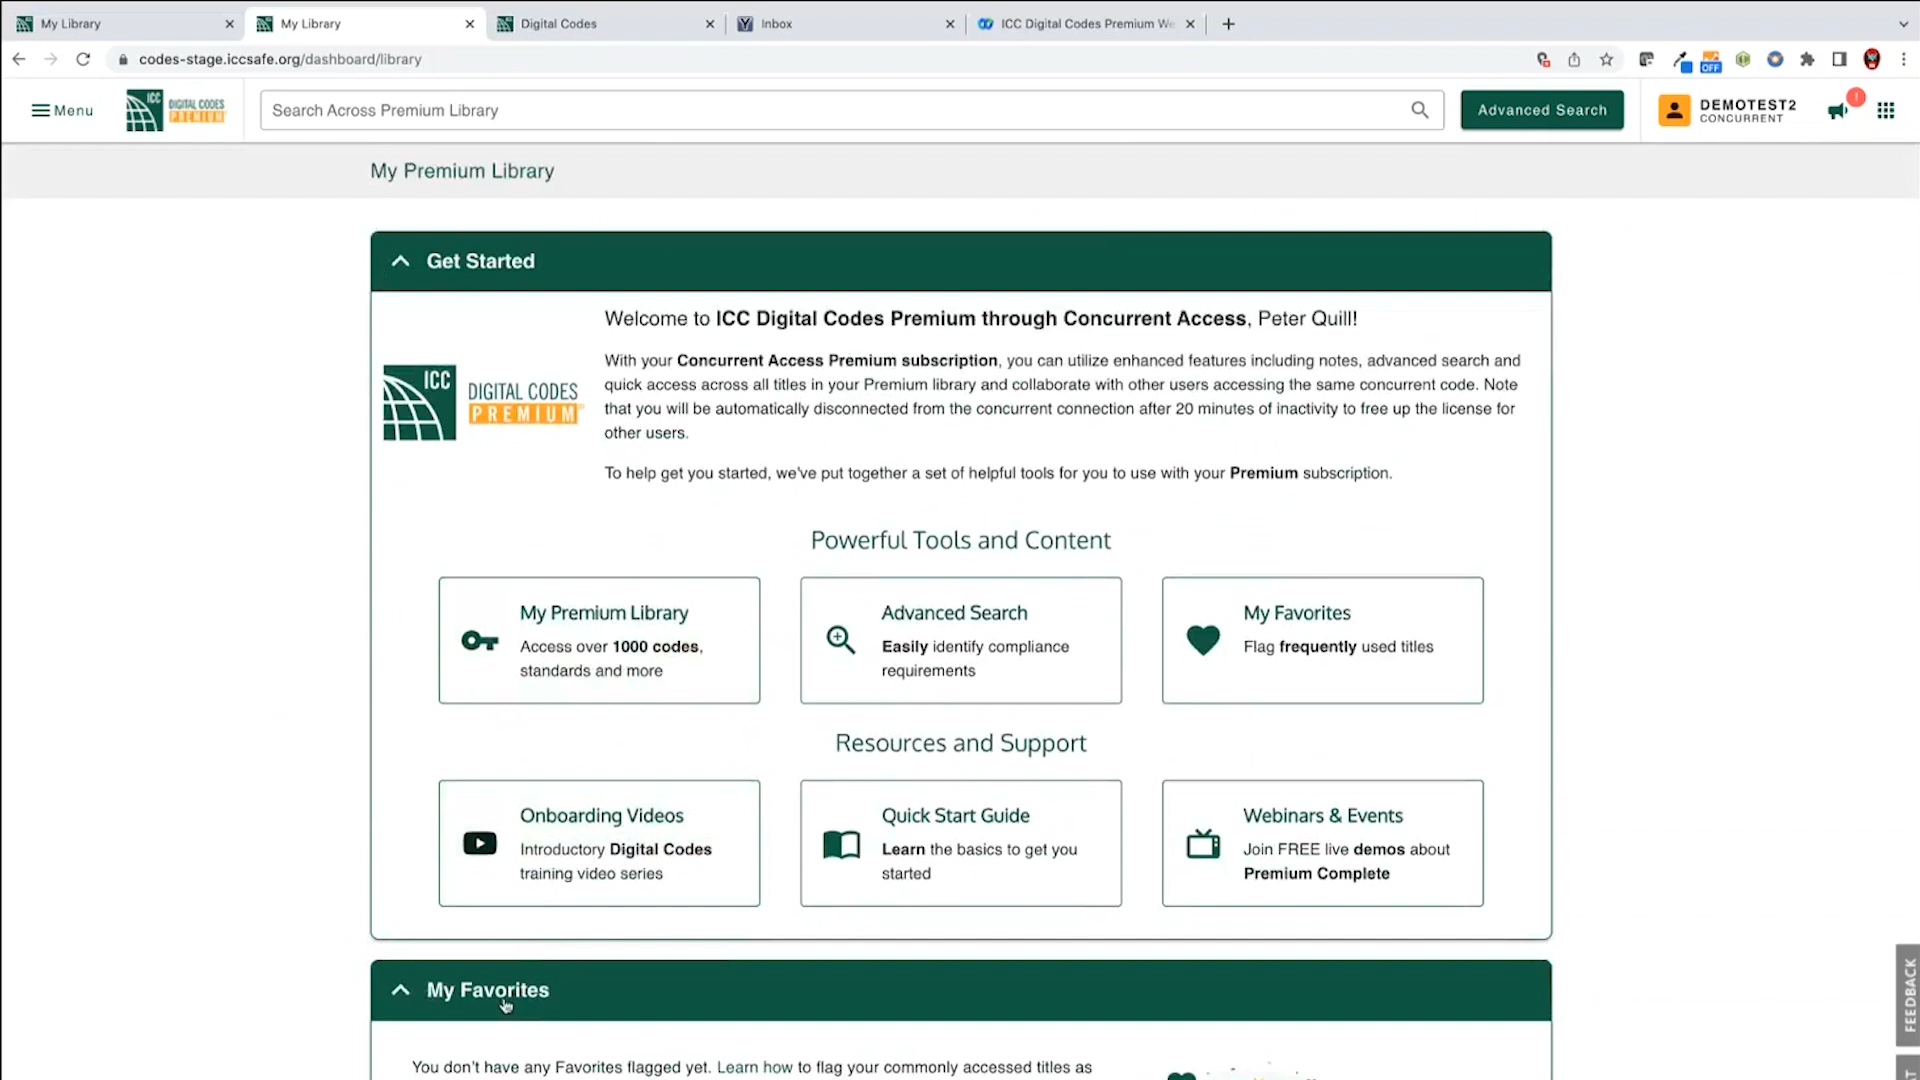 My Library
My Library
Digital Codes
Inbox
ICC Digital Codes Premium We
codes-stage.iccsafe.org/dashboard/library
OFF
Menu
ICC
DIGITAL CODES
PREMIUM
Search Across Premium Library
Advanced Search
DEMOTEST2
CONCURRENT
!
My Premium Library
Get Started
Welcome to ICC Digital Codes Premium through Concurrent Access, Peter Quill!
ICC
DIGITAL CODES
PREMIUM
With your Concurrent Access Premium subscription, you can utilize enhanced features including notes, advanced search and
quick access across all titles in your Premium library and collaborate with other users accessing the same concurrent code. Note
that you will be automatically disconnected from the concurrent connection after 20 minutes of inactivity to free up the license for
other users.
To help get you started, we've put together a set of helpful tools for you to use with your Premium subscription.
Powerful Tools and Content
My Premium Library
Access over 1000 codes,
standards and more
Advanced Search
Easily identify compliance
requirements
My Favorites
Flag frequently used titles
Resources and Support
Onboarding Videos
Introductory Digital Codes
training video series
Quick Start Guide
Learn the basics to get you
started
Webinars & Events
Join FREE live demos about
Premium Complete
FEEDBACK
My Favorites
You don't have any Favorites flagged yet. Learn how to flag your commonly accessed titles as